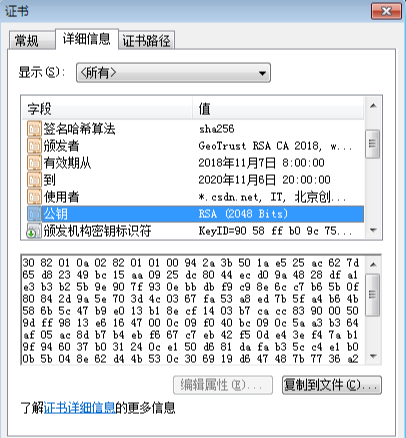 证书
常规 详细信息 证书路径
显示(S): <所有>
字段 值
签名哈希算法 sha256
颁发者 GeoTrust RSA CA 2018, w...
有效期从 2018年11月7日 8:00:00
到 2020年11月6日 20:00:00
使用者 *.csdn.net, IT, 北京创...
公钥 RSA (2048 Bits)
颁发机构密钥标识符 KeyID=90 58 ff b0 9c 75...
30 82 01 0a 02 82 01 01 00 94 2a 3b 50 1a e5 25 ac 62 7d
65 d8 23 49 bc 15 aa 09 25 dc 80 44 ec d0 9a 48 28 df a1
e3 b3 b2 5b 9e 90 7f 93 0e bb db f9 c9 8e 6c c7 b6 5b 0f
80 84 2d 9a 5e 70 3d 4c 03 67 fa 53 a8 ed 7b 5f a4 b6 4b
58 6b 5c 47 b9 e0 13 b1 8e cf 14 03 b7 ca cc 83 90 00 50
9d ff 98 13 e6 16 47 00 0c 09 f0 40 bc 09 0c 5a a3 b3 64
af 05 ac 8d b7 b4 eb f6 67 c7 eb 42 f5 0d e4 3e f4 7a b1
9f 94 60 37 b0 31 24 0c e1 50 d6 81 da fa b3 5c c4 e1 b0
0b 5b 04 8e 62 d4 4b 53 0c 30 69 19 d6 47 48 7b 77 36 a2
编辑属性(E)... 复制到文件(C)...
了解证书详细信息的更多信息